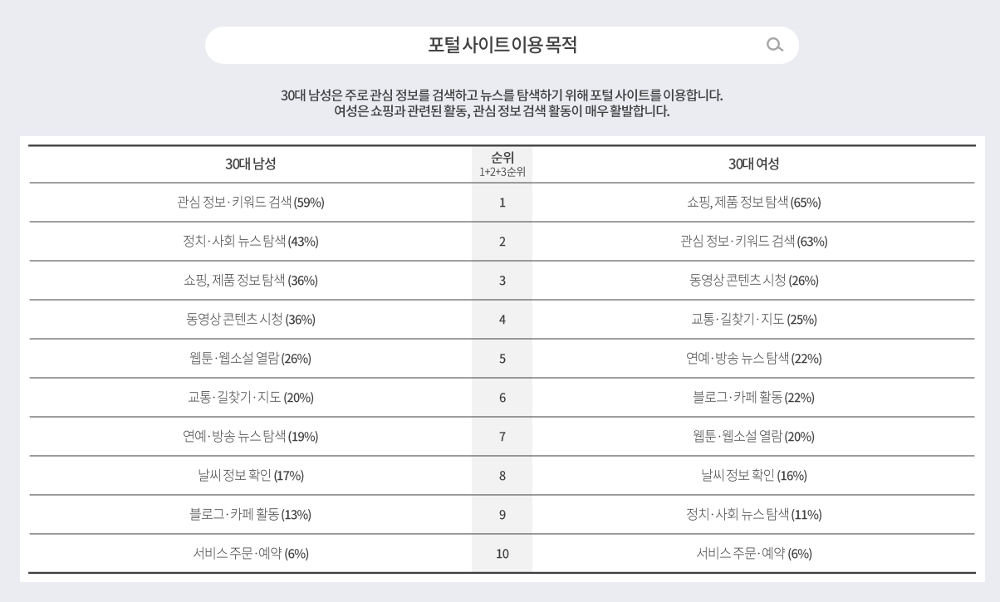 포털 사이트 이용 목적
30대 남성은 주로 관심 정보를 검색하고 뉴스를 탐색하기 위해 포털 사이트를 이용합니다.
여성은 쇼핑과 관련된 활동, 관심 정보 검색 활동이 매우 활발합니다.
30대 남성 순위 30대 여성
1+2+3순위
관심 정보·키워드 검색 (59%) 1 쇼핑, 제품 정보 탐색 (65%)
정치·사회 뉴스 탐색 (43%) 2 관심 정보·키워드 검색 (63%)
쇼핑, 제품 정보 탐색 (36%) 3 동영상 콘텐츠 시청 (26%)
동영상 콘텐츠 시청 (36%) 4 교통·길찾기·지도 (25%)
웹툰·웹소설 열람 (26%) 5 연예·방송 뉴스 탐색 (22%)
교통·길찾기·지도 (20%) 6 블로그·카페 활동 (22%)
연예·방송 뉴스 탐색 (19%) 7 웹툰·웹소설 열람 (20%)
날씨 정보 확인 (17%) 8 날씨 정보 확인 (16%)
블로그·카페 활동 (13%) 9 정치·사회 뉴스 탐색 (11%)
서비스 주문·예약 (6%) 10 서비스 주문·예약 (6%)